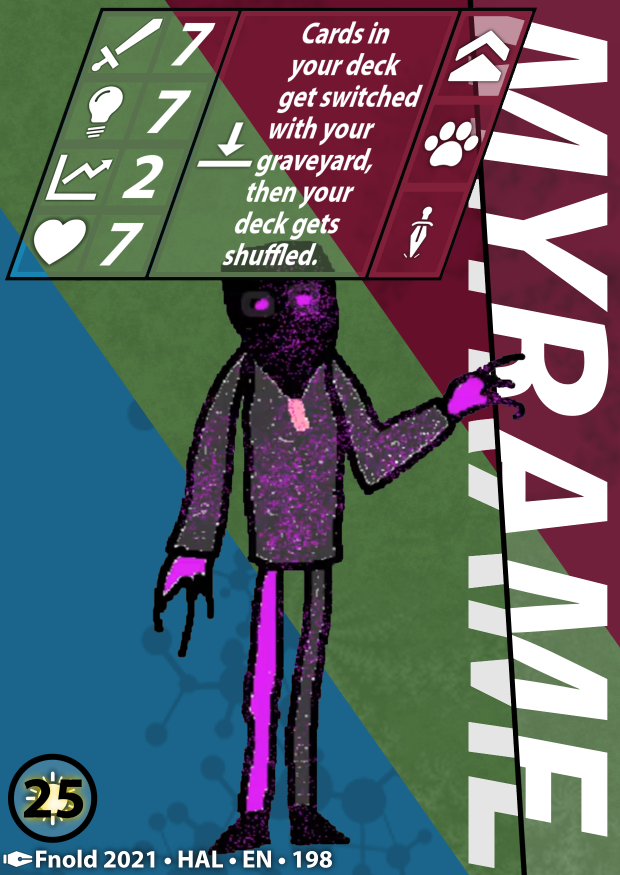 7
7
2
7
Cards in
your deck
get switched
with your
graveyard,
then your
deck gets
shuffled.
MYRAME
25
Fnold 2021 • HAL • EN • 198